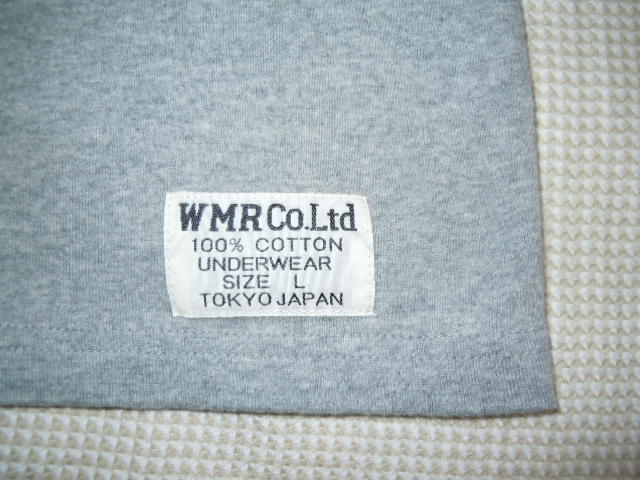 WMR Co.Ltd
100% COTTON
UNDERWEAR
SIZE L
TOKYO JAPAN